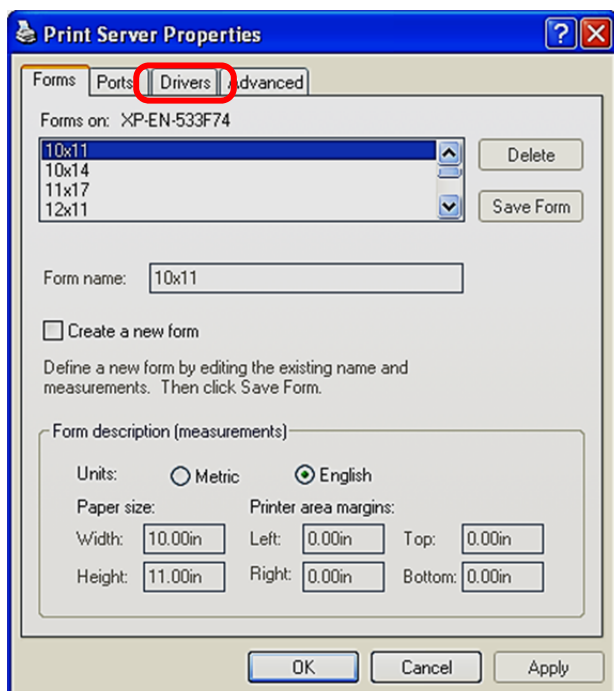 Print Server Properties
Forms Ports Drivers Advanced
Forms on: XP-EN-533F74
10x11
10x14
11x17
12x11
Delete
Save Form
Form name: 10x11
Create a new form
Define a new form by editing the existing name and
measurements. Then click Save Form.
Form description (measurements)
Units: Metric English
Paper size: Printer area margins:
Width: 10.00in Left: 0.00in Top: 0.00in
Height: 11.00in Right: 0.00in Bottom: 0.00in
OK Cancel Apply